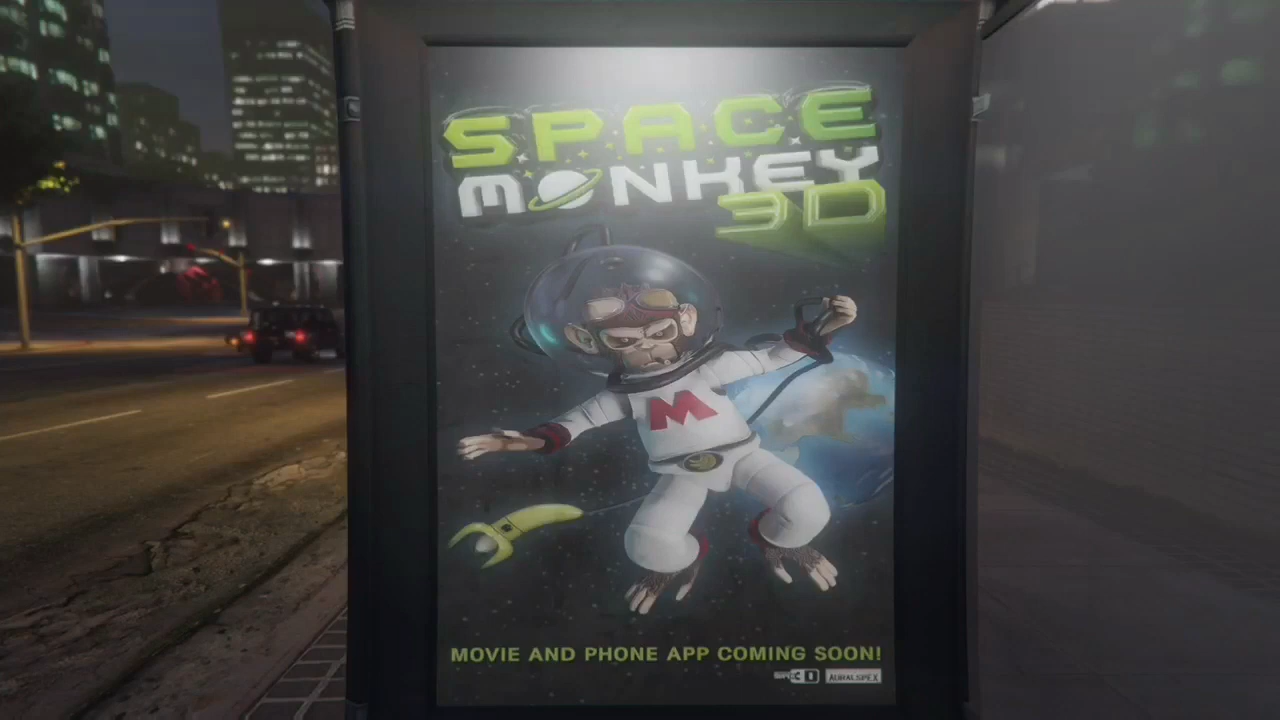 SPACE
MONKEY
3D
M
MOVIE AND PHONE APP COMING SOON!
AURALSPEX